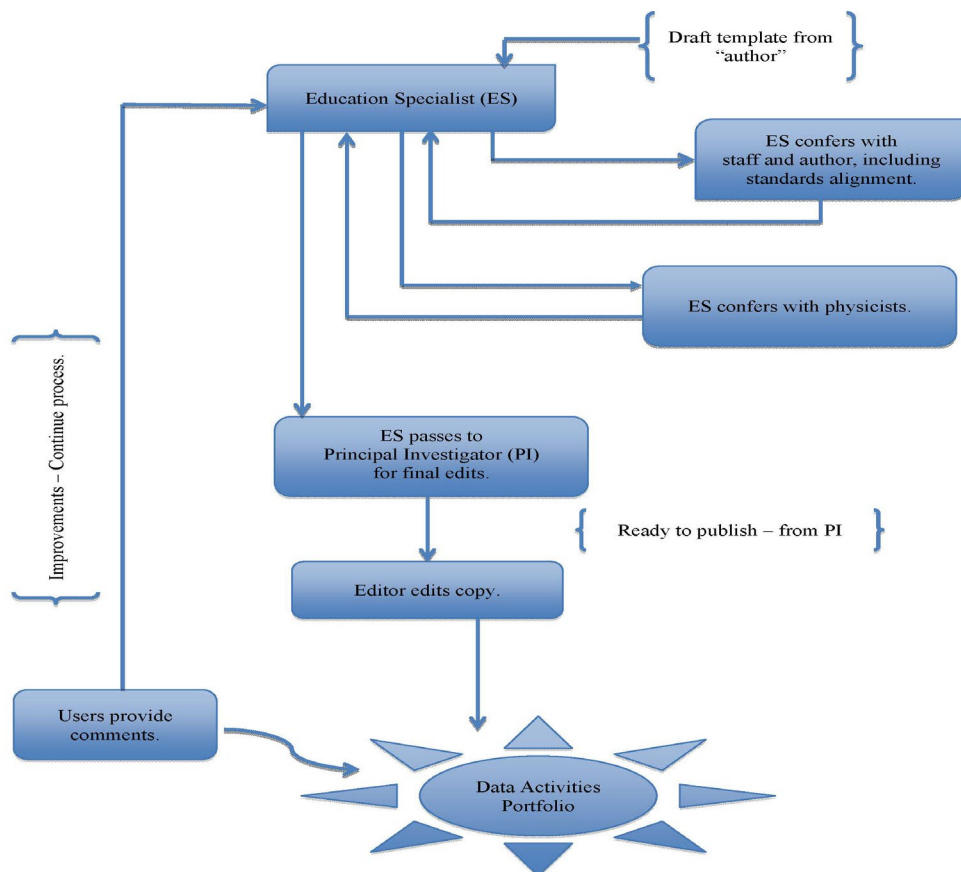 Draft template from
“author”
Education Specialist (ES)
ES confers with
staff and author, including
standards alignment.
ES confers with physicists.
Improvements – Continue process.
ES passes to
Principal Investigator (PI)
for final edits.
Ready to publish – from PI
Editor edits copy.
Users provide
comments.
Data Activities
Portfolio